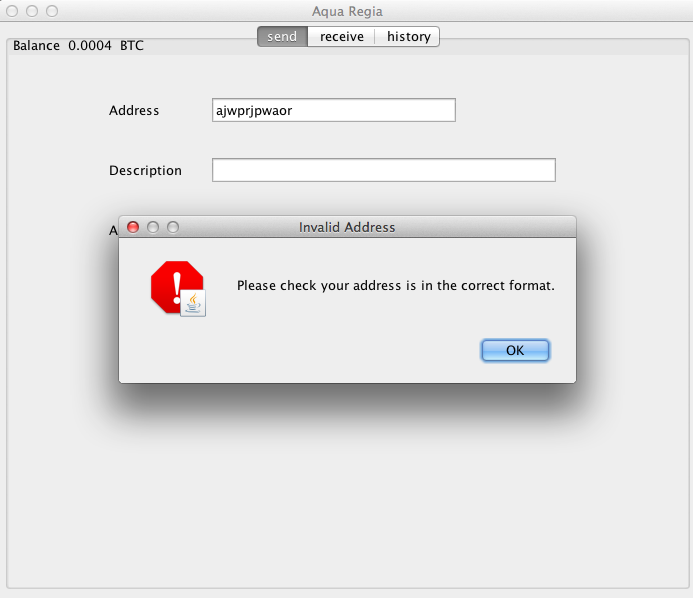 Aqua Regia
send receive history
Balance 0.0004 BTC
Address ajwprjpwaor
Description
A
Invalid Address
Please check your address is in the correct format.
OK